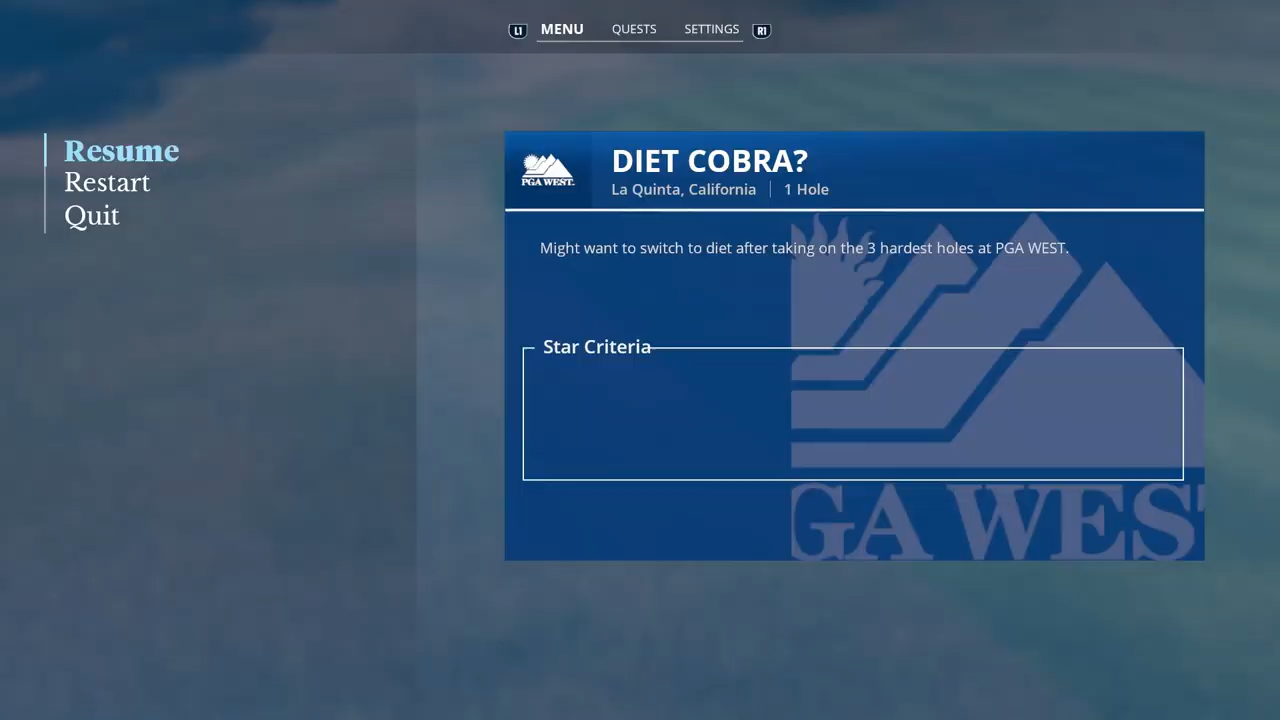 L1 MENU QUESTS SETTINGS R1
Resume
Restart
Quit
PGA WEST.
DIET COBRA?
La Quinta, California | 1 Hole
Might want to switch to diet after taking on the 3 hardest holes at PGA WEST.
Star Criteria
GA WES